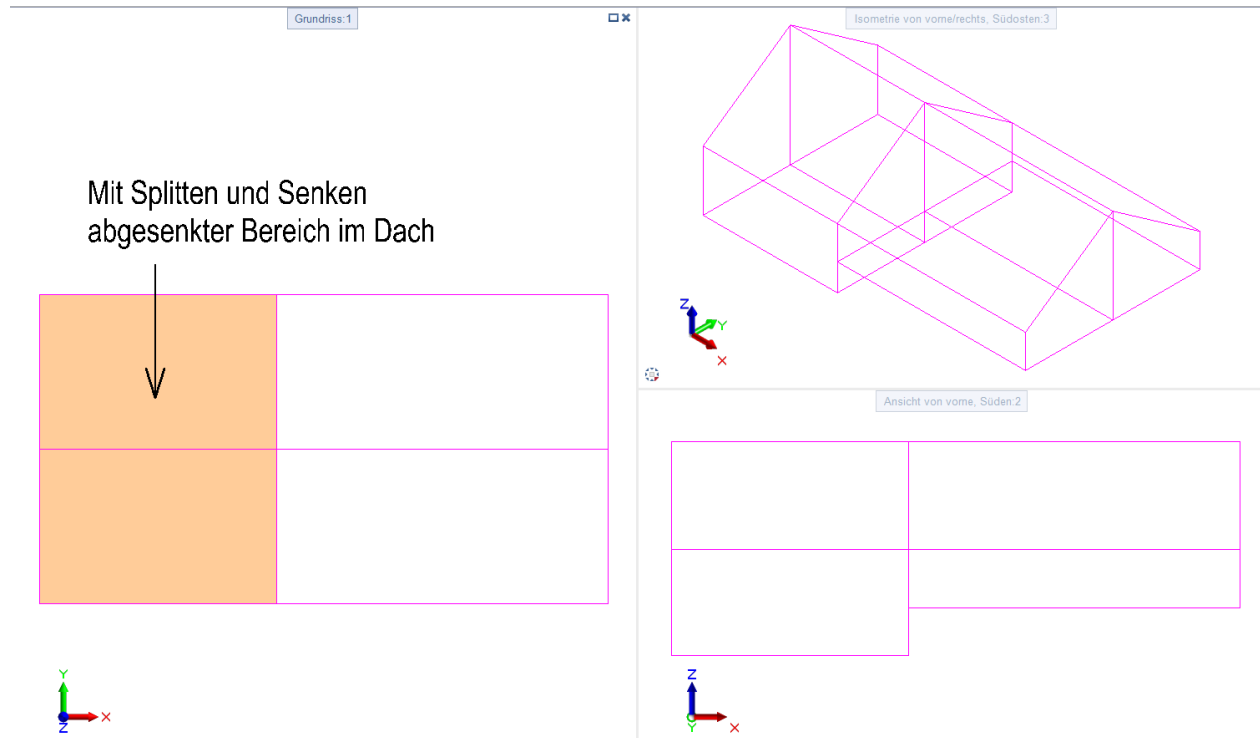 Grundriss:1
Mit Splitten und Senken
abgesenkter Bereich im Dach
Y
X
Z
Isometrie von vorne/rechts, Südosten:3
Z
Y
X
Ansicht von vorne, Süden:2
Z
Y
X